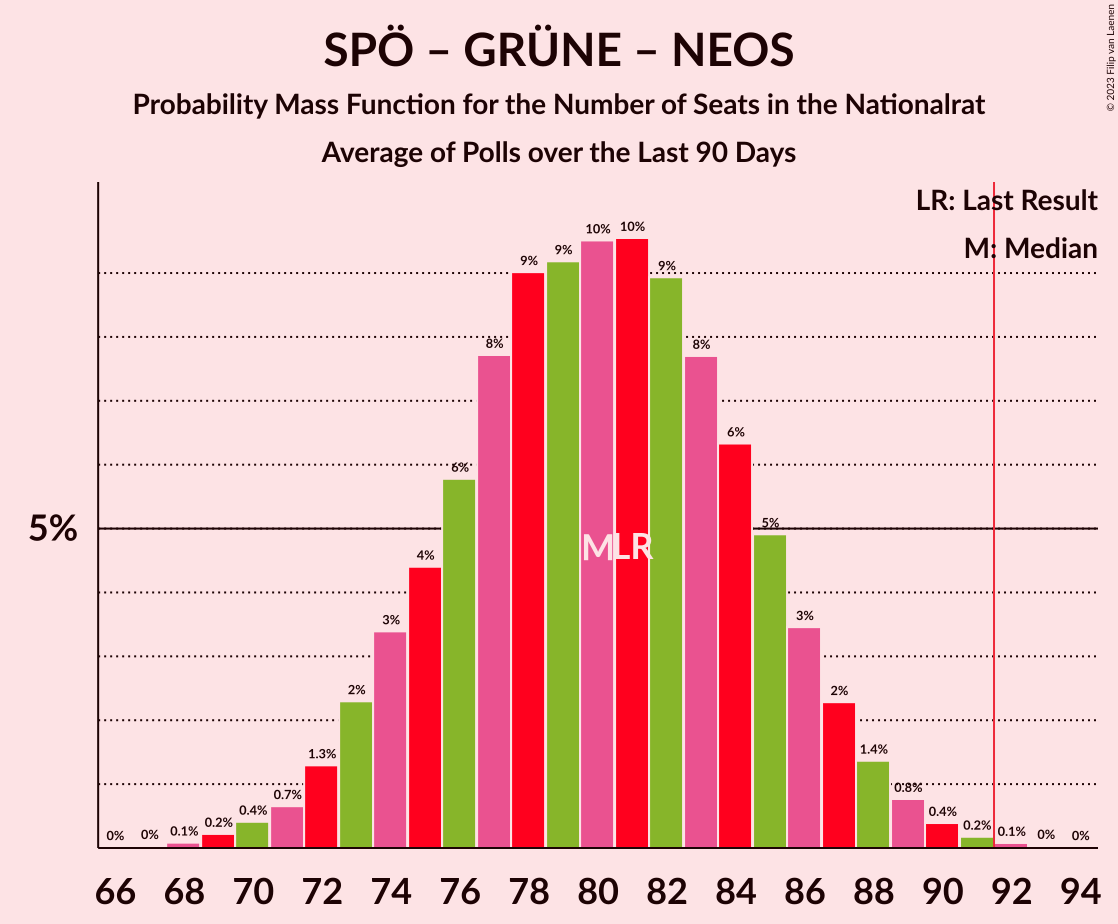 SPÖ – GRÜNE – NEOS
Probability Mass Function for the Number of Seats in the Nationalrat
Average of Polls over the Last 90 Days
© 2023 Filip van Laenen
LR: Last Result
M: Median
5%
0% 0% 0.1% 0.2% 0.4% 0.7% 1.3% 2% 3% 4% 6% 8% 9% 9% 10% 10% 9% 8% 6% 5% 3% 2% 1.4% 0.8% 0.4% 0.2% 0.1% 0% 0%
M LR
66 68 70 72 74 76 78 80 82 84 86 88 90 92 94